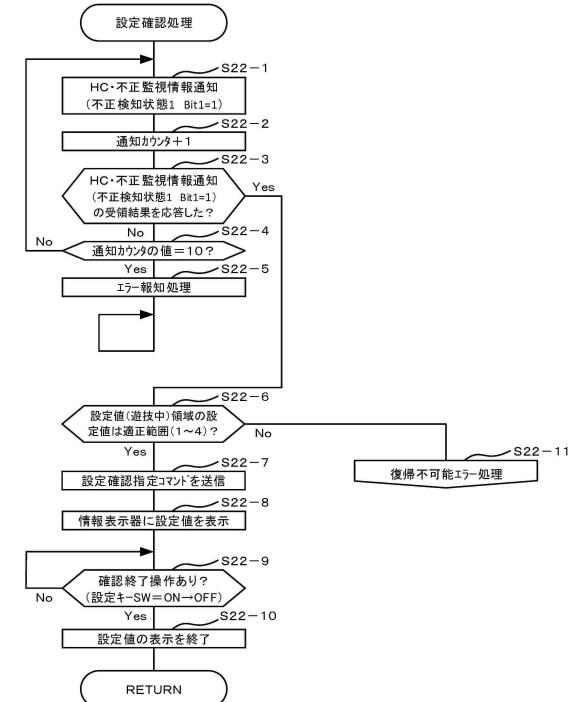 設定確認処理
S22-1
HC・不正監視情報通知
(不正検知状態1 Bit1=1)
S22-2
通知カウンタ+1
S22-3
HC・不正監視情報通知
(不正検知状態1 Bit1=1)
の受領結果を応答した?
Yes
No
S22-4
通知カウンタの値=10?
No
Yes
S22-5
エラー報知処理
S22-6
設定値(遊技中)領域の設
定値は適正範囲(1~4)?
No
Yes
S22-11
復帰不可能エラー処理
S22-7
設定確認指定コマンドを送信
S22-8
情報表示器に設定値を表示
S22-9
確認終了操作あり?
(設定キーSW=ON→OFF)
No
Yes
S22-10
設定値の表示を終了
RETURN